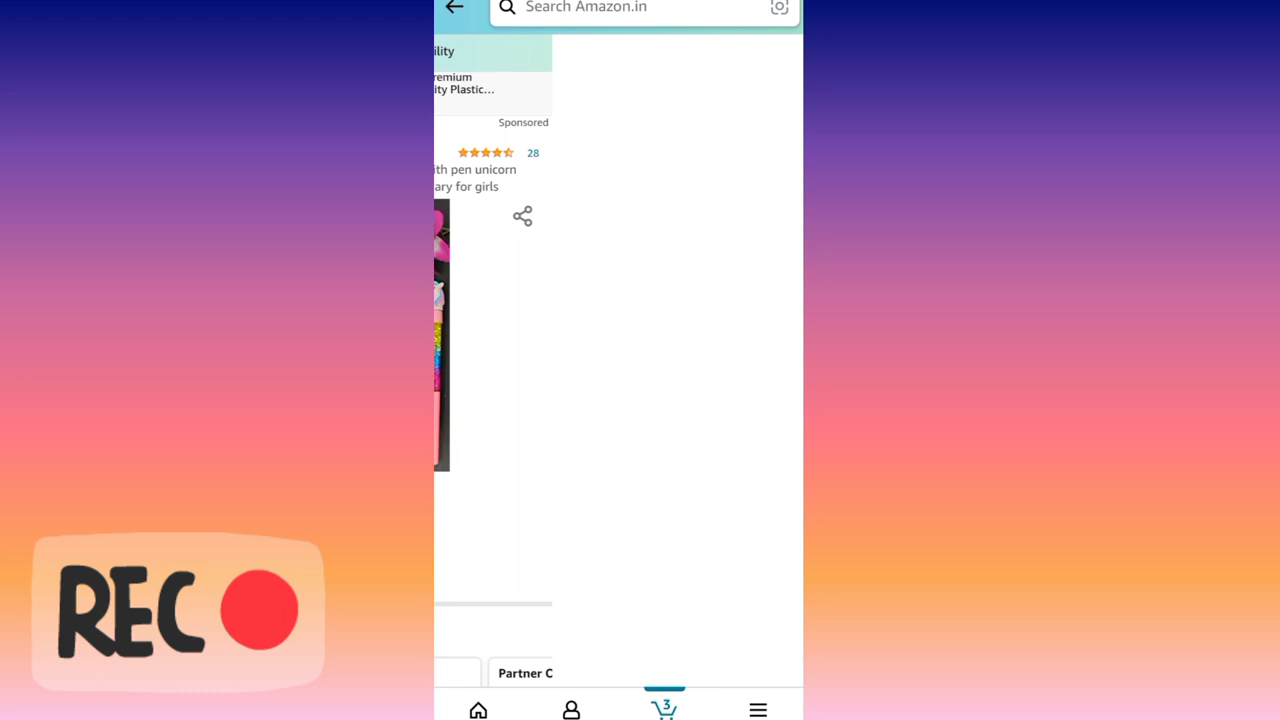 Search Amazon.in
ility
remium
ity Plastic...
Sponsored
28
ith pen unicorn
ary for girls
REC
Partner C
3